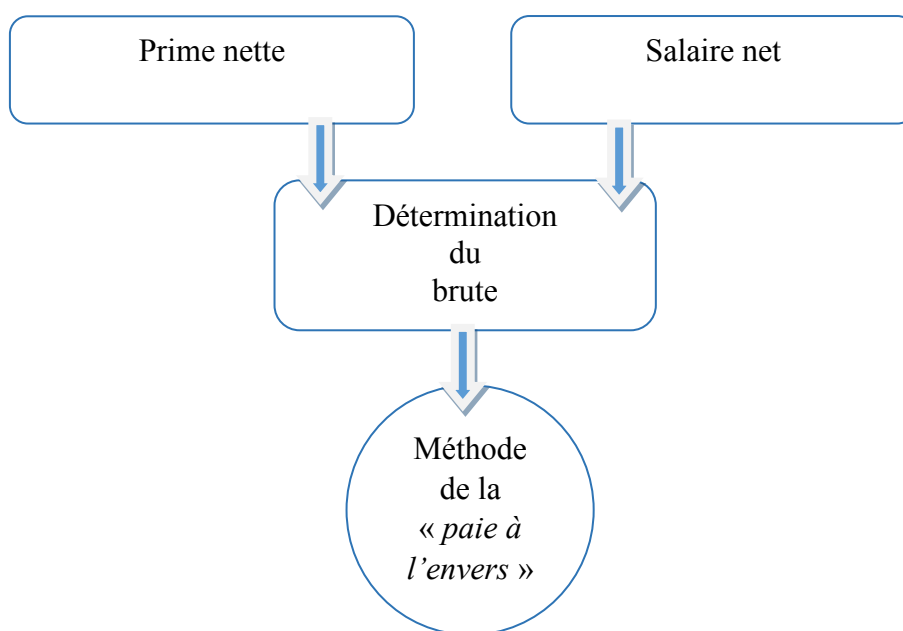 Prime nette
Salaire net
Détermination
du
brute
Méthode
de la
« paie à
l’envers »